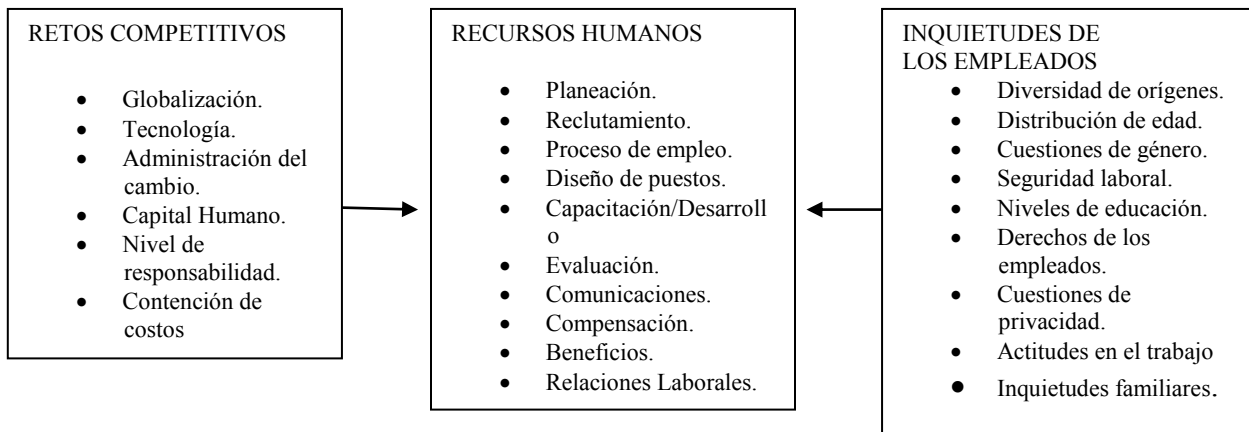 RETOS COMPETITIVOS
• Globalización.
• Tecnología.
• Administración del
cambio.
• Capital Humano.
• Nivel de
responsabilidad.
• Contención de
costos
RECURSOS HUMANOS
• Planeación.
• Reclutamiento.
• Proceso de empleo.
• Diseño de puestos.
• Capacitación/Desarroll
o
• Evaluación.
• Comunicaciones.
• Compensación.
• Beneficios.
• Relaciones Laborales.
INQUIETUDES DE
LOS EMPLEADOS
• Diversidad de orígenes.
• Distribución de edad.
• Cuestiones de género.
• Seguridad laboral.
• Niveles de educación.
• Derechos de los
empleados.
• Cuestiones de
privacidad.
• Actitudes en el trabajo
• Inquietudes familiares.